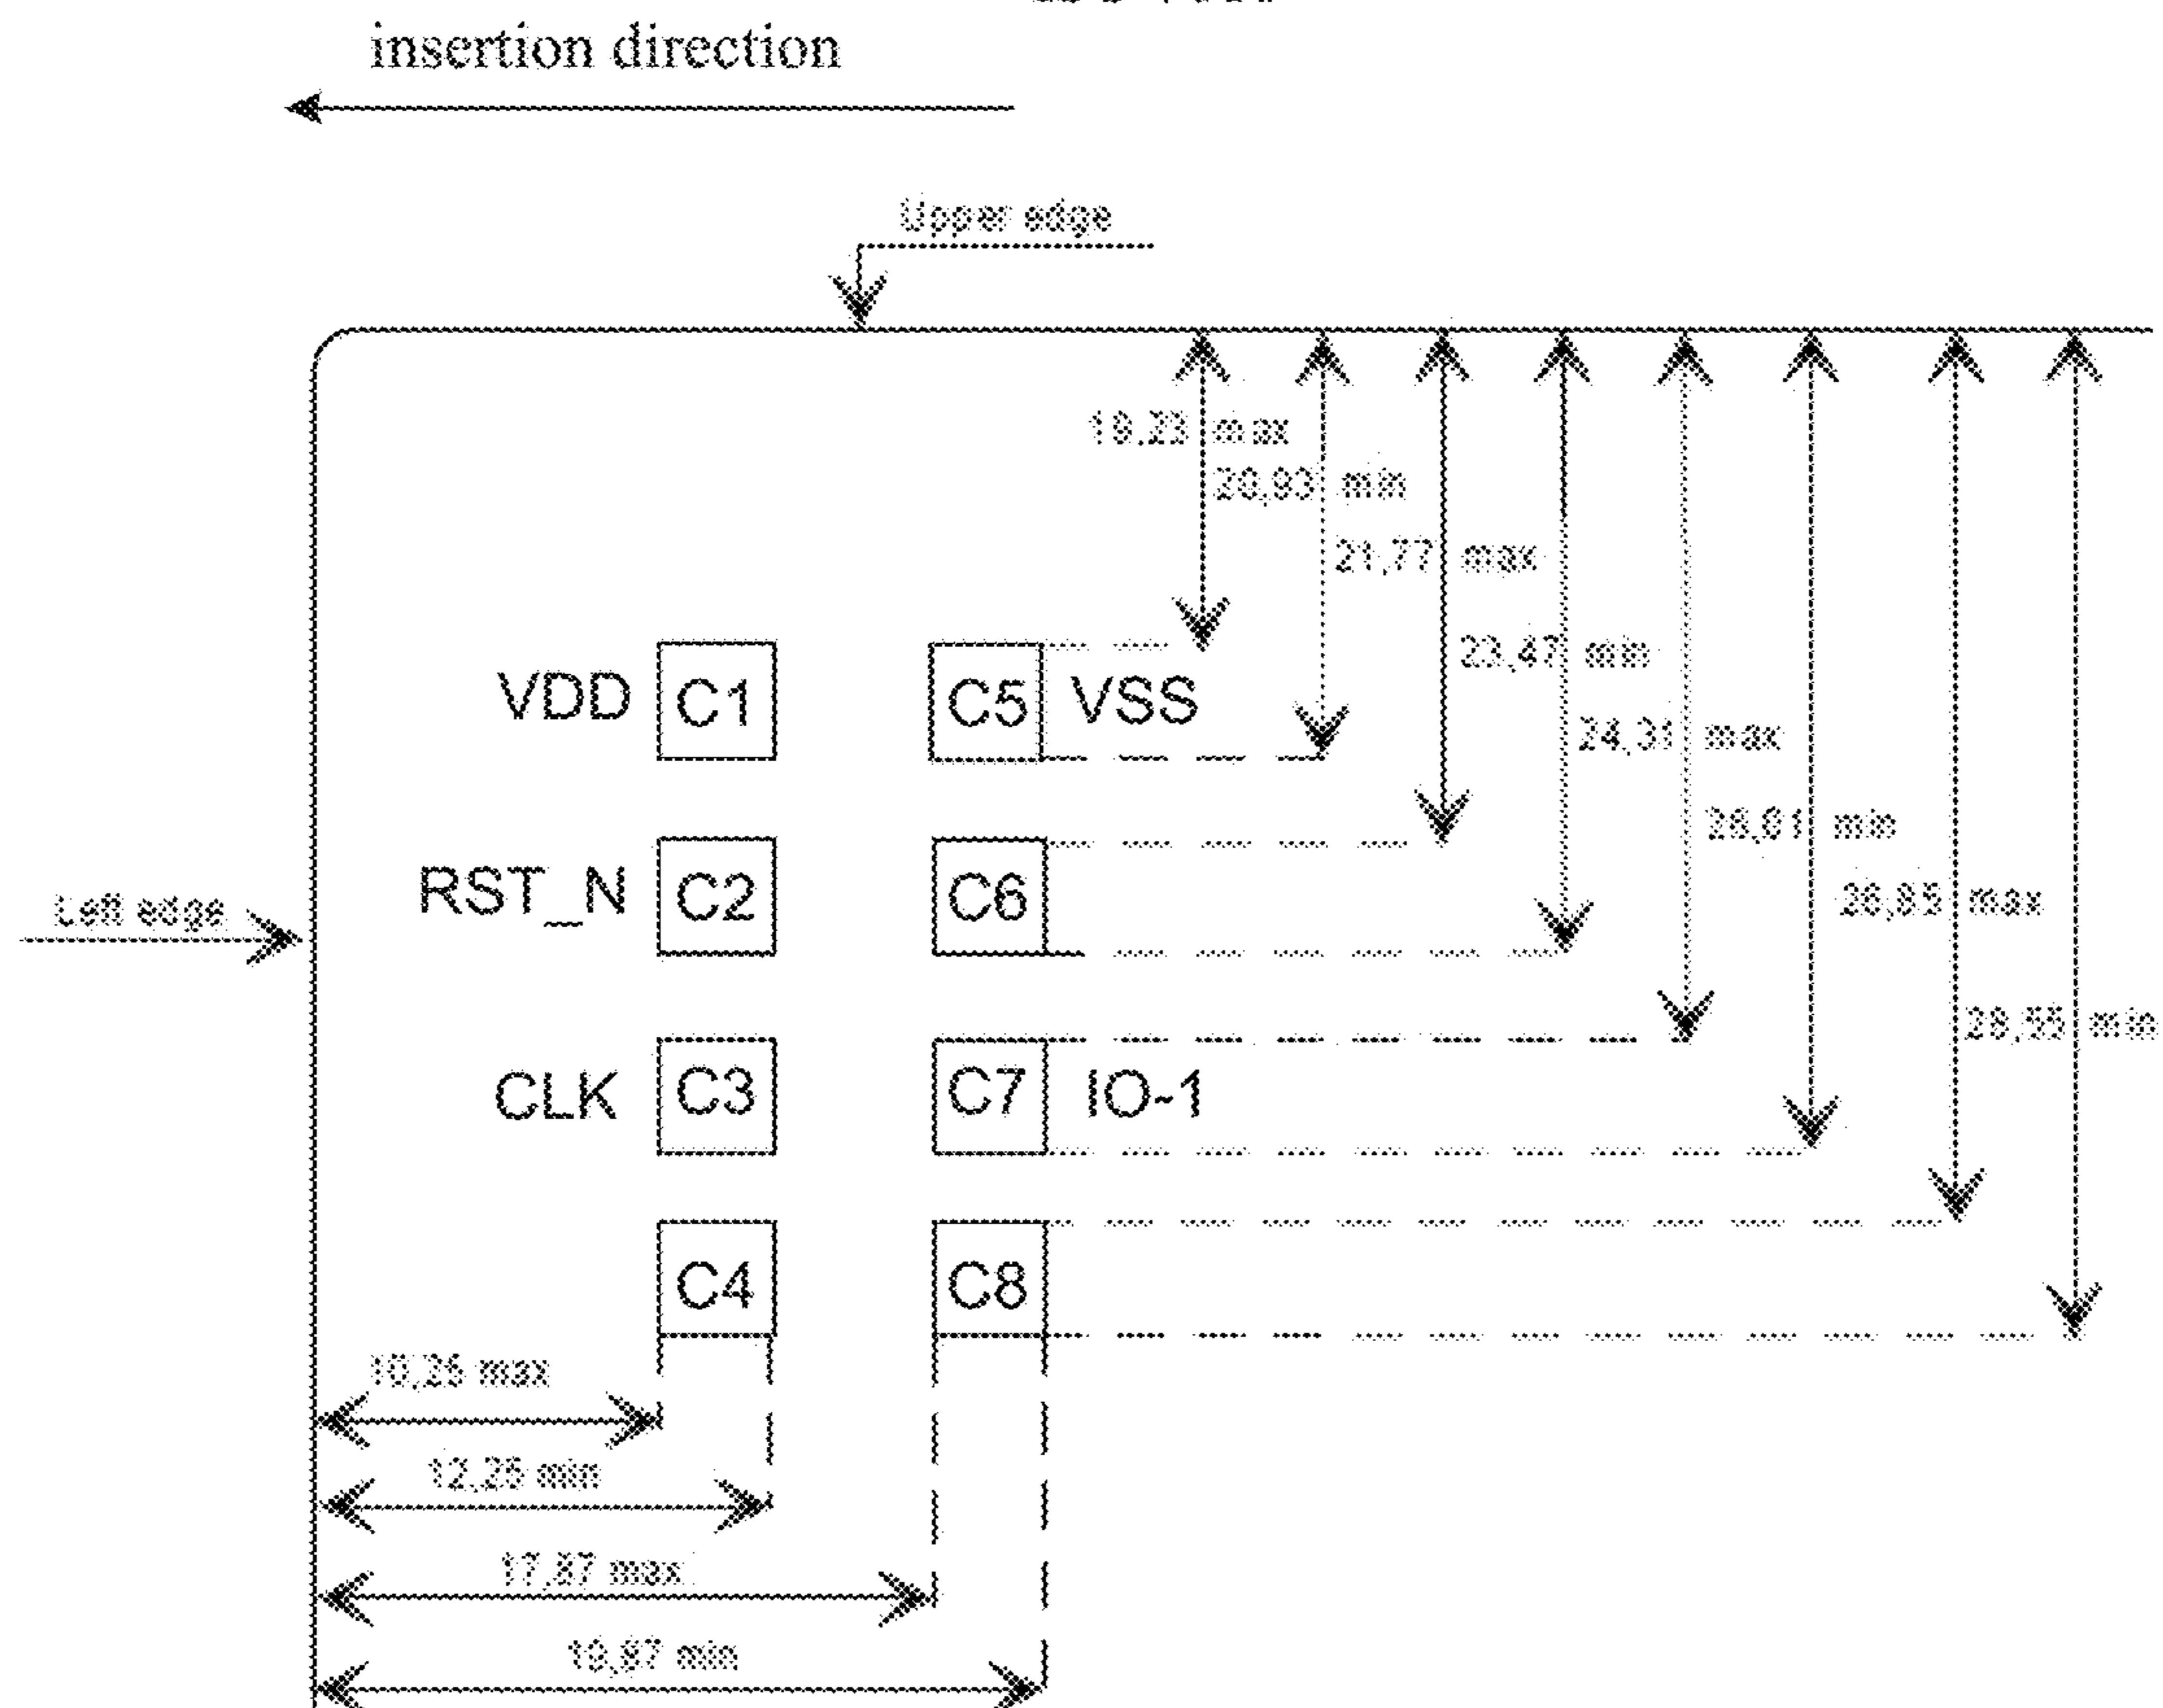 insertion direction
Upper edge
19,23 max
20,93 min
21,77 max
23,47 min
VDD C1 C5 VSS
24,31 max
26,01 min
RST_N C2 C6
26,85 max
Left edge
28,55 min
CLK C3 C7 IO-1
C4 C8
10,25 max
12,25 min
17,87 max
19,87 min